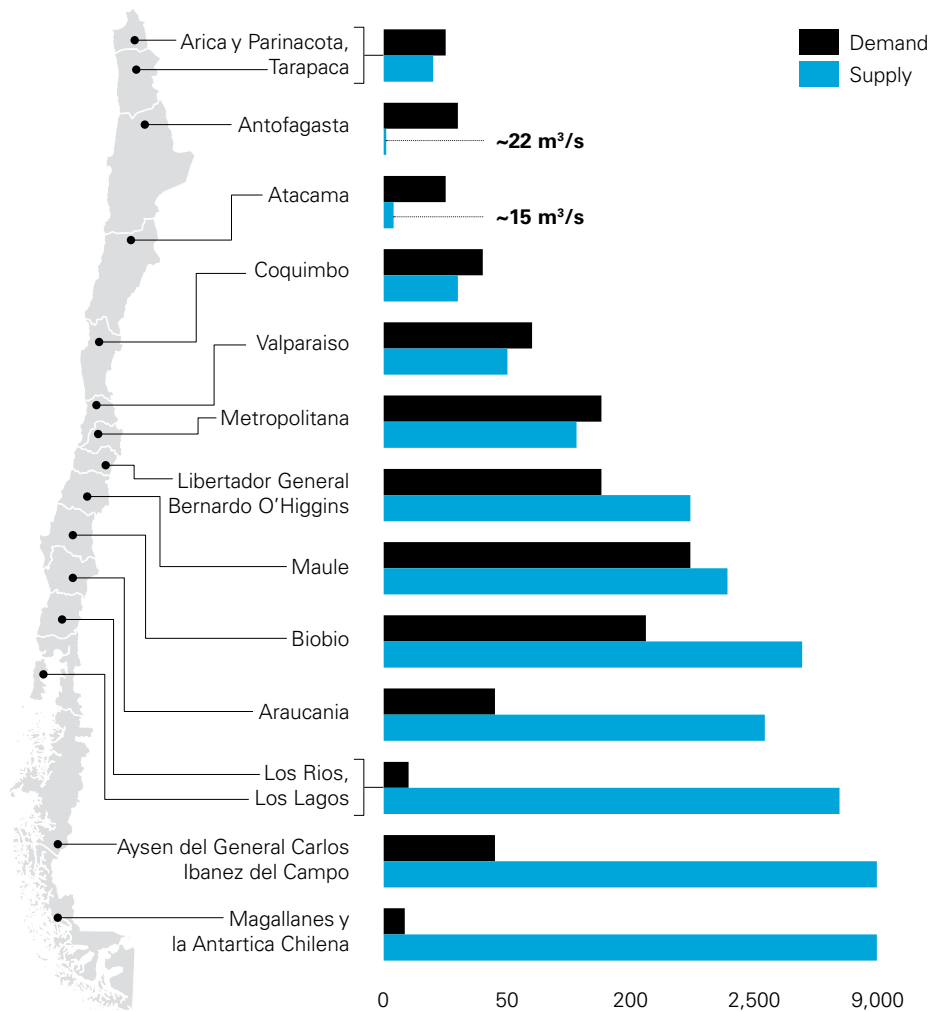 Arica y Parinacota,
Tarapaca
Demand
Supply
Antofagasta
~22 m³/s
Atacama
~15 m³/s
Coquimbo
Valparaiso
Metropolitana
Libertador General
Bernardo O’Higgins
Maule
Biobio
Araucania
Los Rios,
Los Lagos
Aysen del General Carlos
Ibanez del Campo
Magallanes y
la Antartica Chilena
0 50 200 2,500 9,000